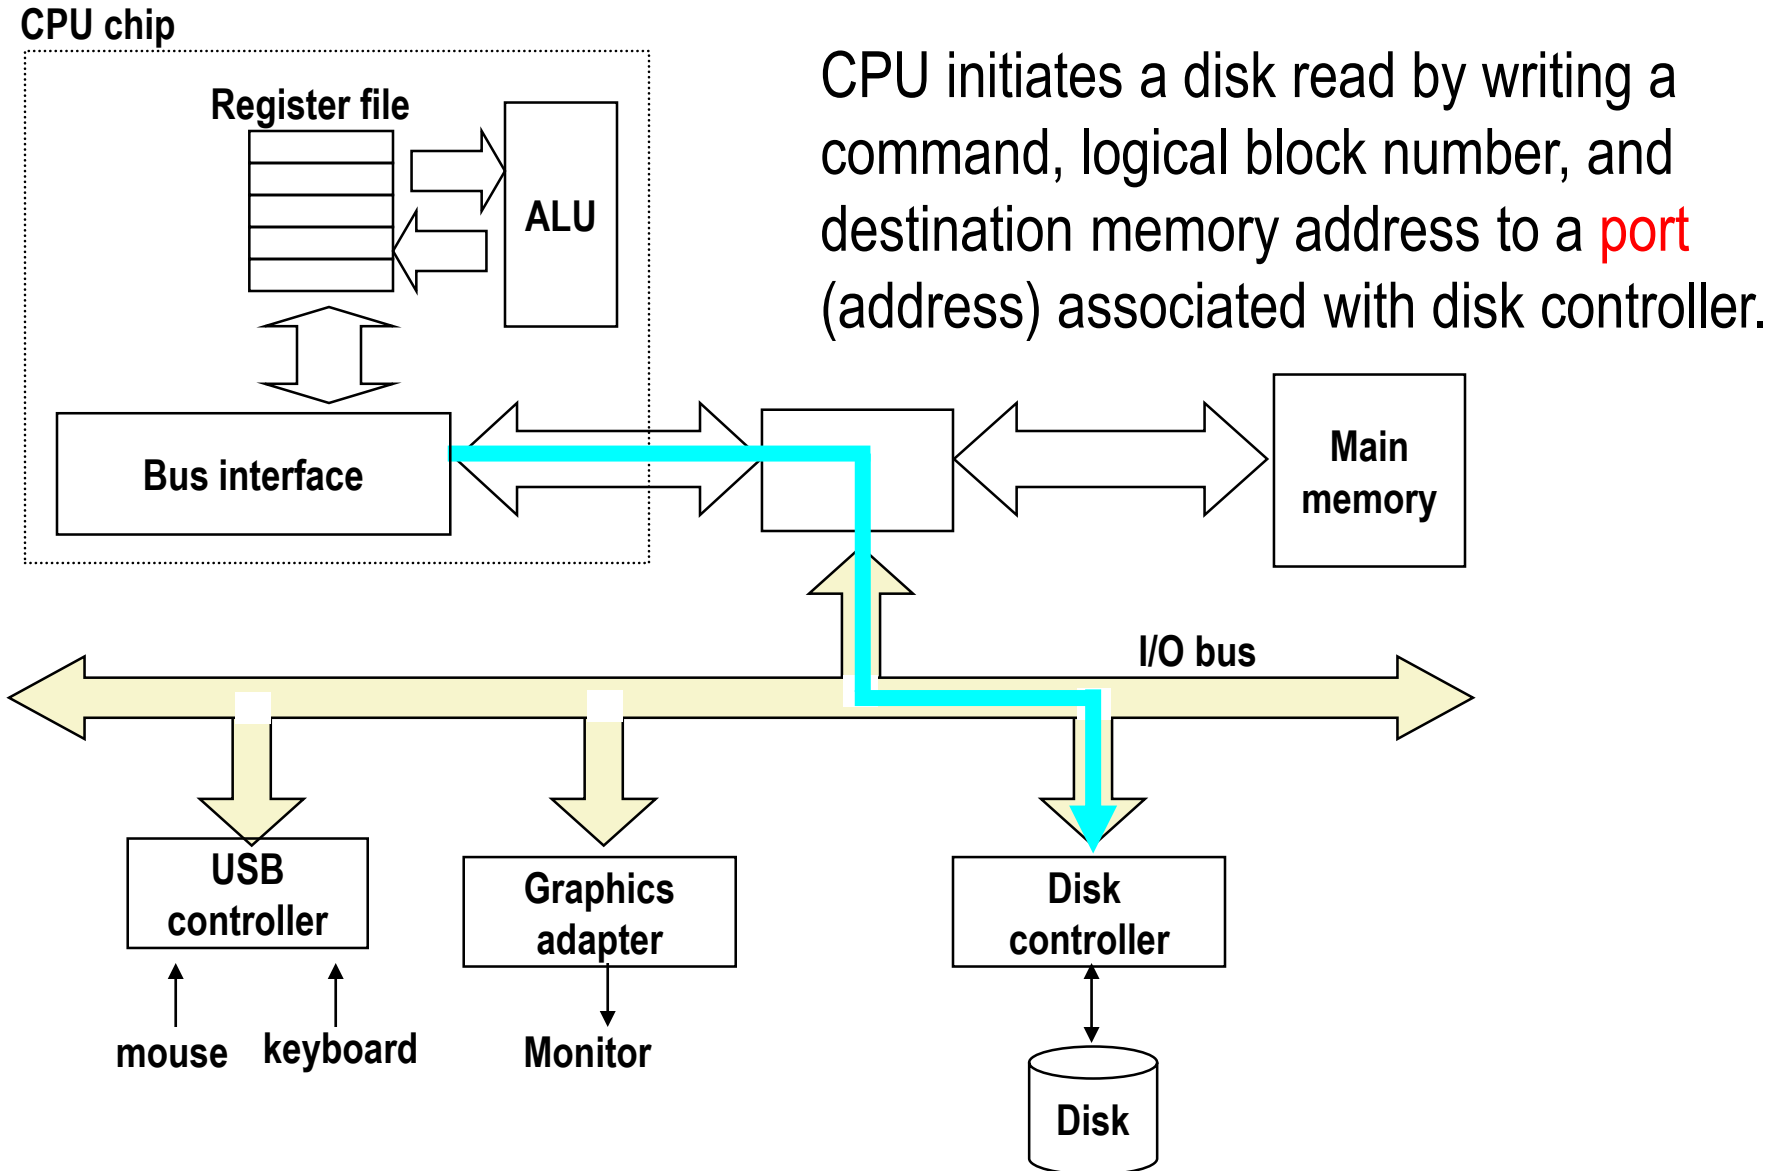 CPU chip
CPU initiates a disk read by writing a
command, logical block number, and
destination memory address to a port
(address) associated with disk controller.
Register file
ALU
Bus interface
Main
memory
I/O bus
USB
controller
Graphics
adapter
Disk
controller
mouse
keyboard
Monitor
Disk